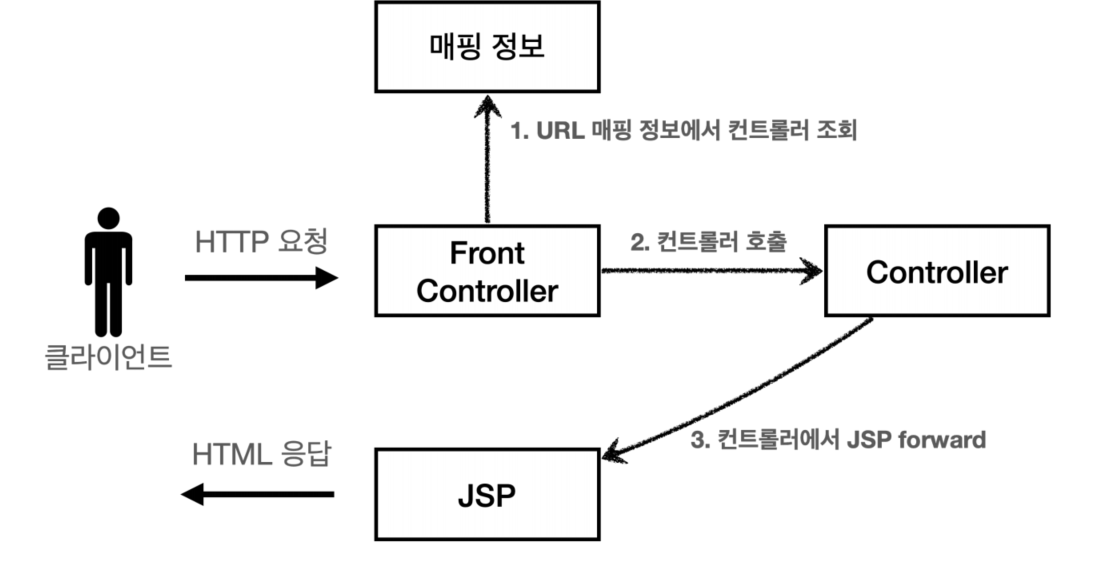 매핑 정보
1. URL 매핑 정보에서 컨트롤러 조회
HTTP 요청
Front
Controller
2. 컨트롤러 호출
Controller
클라이언트
3. 컨트롤러에서 JSP forward
HTML 응답
JSP